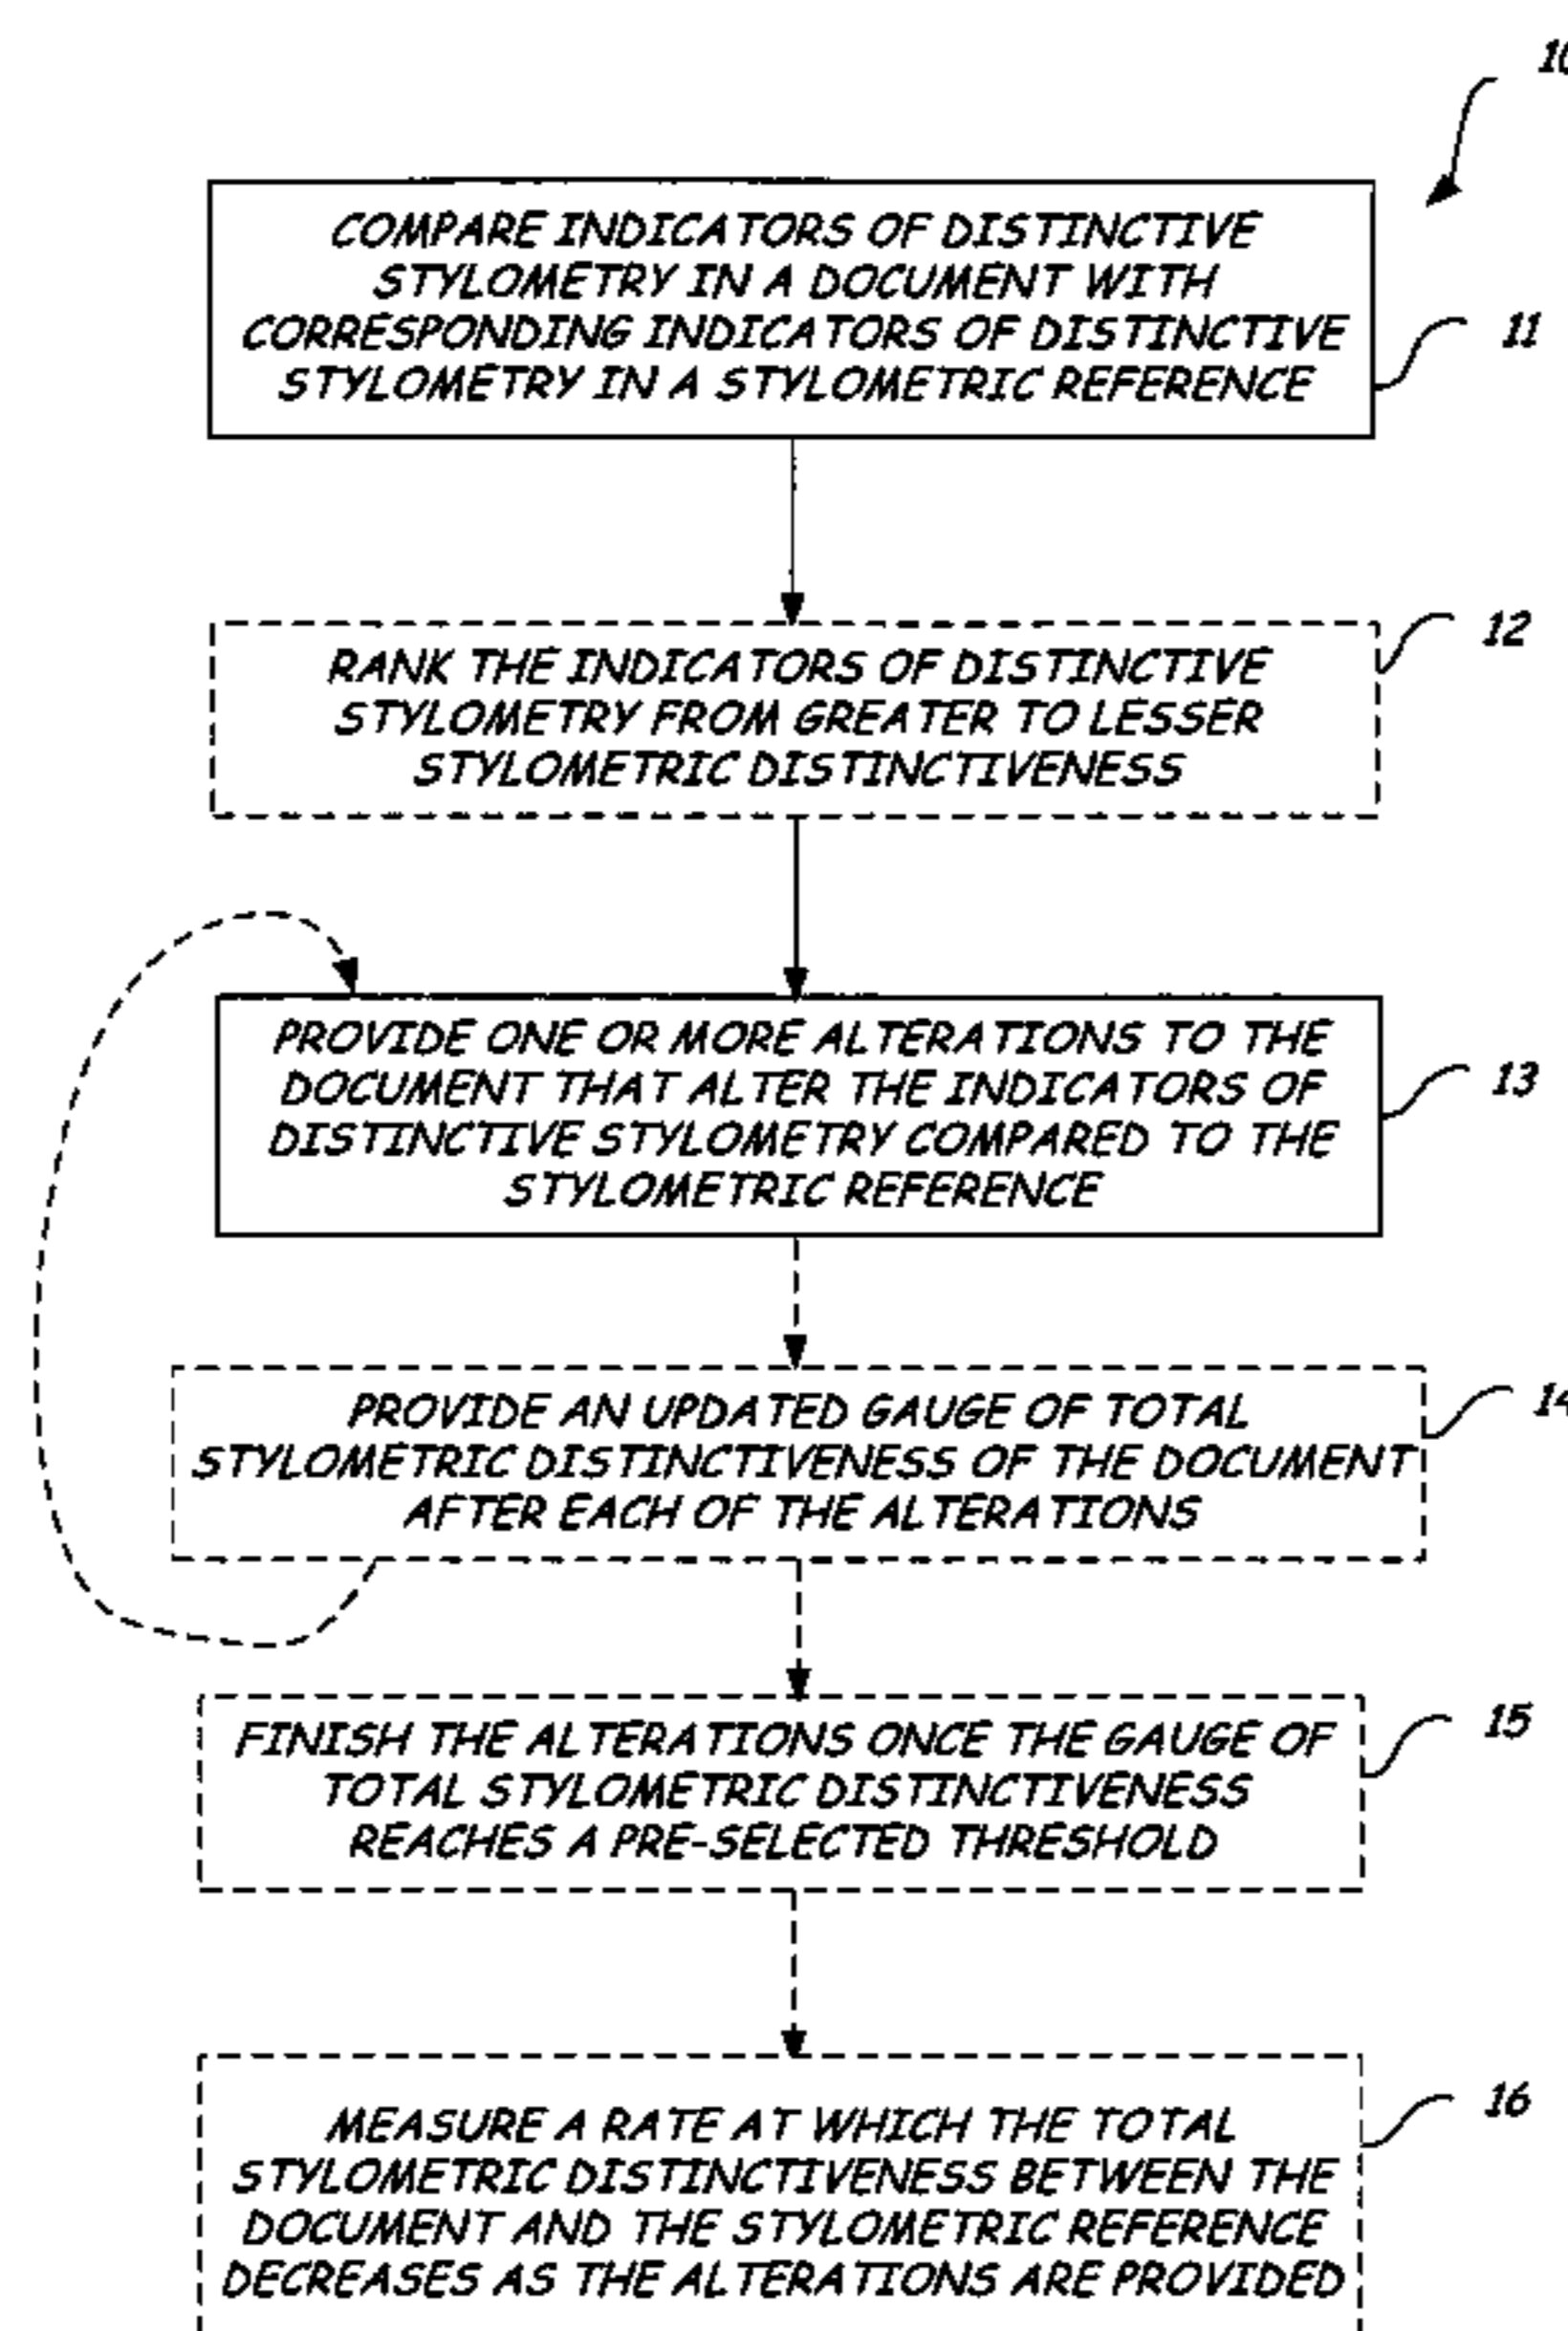 10
COMPARE INDICATORS OF DISTINCTIVE
STYLOMETRY IN A DOCUMENT WITH
CORRESPONDING INDICATORS OF DISTINCTIVE
STYLOMETRY IN A STYLOMETRIC REFERENCE
11
12
RANK THE INDICATORS OF DISTINCTIVE
STYLOMETRY FROM GREATER TO LESSER
STYLOMETRIC DISTINCTIVENESS
PROVIDE ONE OR MORE ALTERATIONS TO THE
DOCUMENT THAT ALTER THE INDICATORS OF
DISTINCTIVE STYLOMETRY COMPARED TO THE
STYLOMETRIC REFERENCE
13
PROVIDE AN UPDATED GAUGE OF TOTAL
STYLOMETRIC DISTINCTIVENESS OF THE DOCUMENT
AFTER EACH OF THE ALTERATIONS
14
FINISH THE ALTERATIONS ONCE THE GAUGE OF
TOTAL STYLOMETRIC DISTINCTIVENESS
REACHES A PRE-SELECTED THRESHOLD
15
MEASURE A RATE AT WHICH THE TOTAL
STYLOMETRIC DISTINCTIVENESS BETWEEN THE
DOCUMENT AND THE STYLOMETRIC REFERENCE
DECREASES AS THE ALTERATIONS ARE PROVIDED
16